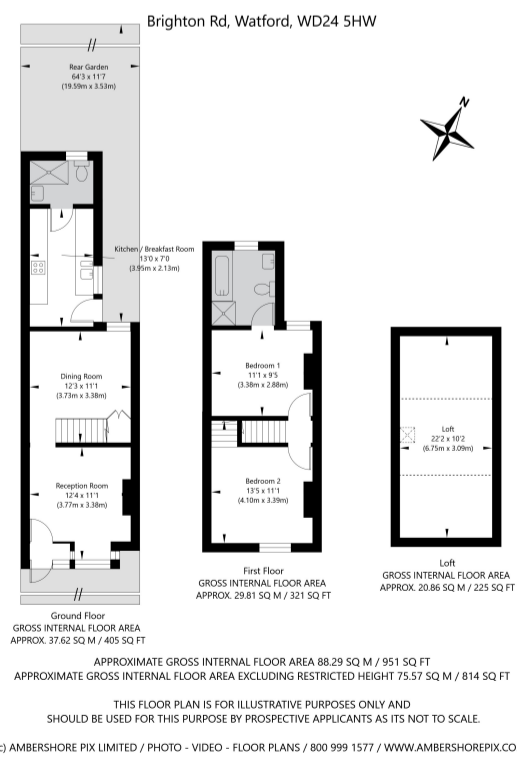 Brighton Rd, Watford, WD24 5HW
N
Rear Garden
64'3 x 11'7
(19.59m x 3.53m)
Kitchen / Breakfast Room
13'0 x 7'0
(3.95m x 2.13m)
Dining Room
12'3 x 11'1
(3.73m x 3.38m)
Reception Room
12'4 x 11'1
(3.77m x 3.38m)
Ground Floor
GROSS INTERNAL FLOOR AREA
APPROX. 37.62 SQ M / 405 SQ FT
Bedroom 1
11'1 x 9'5
(3.38m x 2.88m)
Bedroom 2
13'5 x 11'1
(4.10m x 3.39m)
First Floor
GROSS INTERNAL FLOOR AREA
APPROX. 29.81 SQ M / 321 SQ FT
Loft
22'2 x 10'2
(6.75m x 3.09m)
Loft
GROSS INTERNAL FLOOR AREA
APPROX. 20.86 SQ M / 225 SQ FT
APPROXIMATE GROSS INTERNAL FLOOR AREA 88.29 SQ M / 951 SQ FT
APPROXIMATE GROSS INTERNAL FLOOR AREA EXCLUDING RESTRICTED HEIGHT 75.57 SQ M / 814 SQ FT
THIS FLOOR PLAN IS FOR ILLUSTRATIVE PURPOSES ONLY AND
SHOULD BE USED FOR THIS PURPOSE BY PROSPECTIVE APPLICANTS AS ITS NOT TO SCALE.
c) AMBERSHORE PIX LIMITED / PHOTO - VIDEO - FLOOR PLANS / 800 999 1577 / WWW.AMBERSHOREPIX.CO